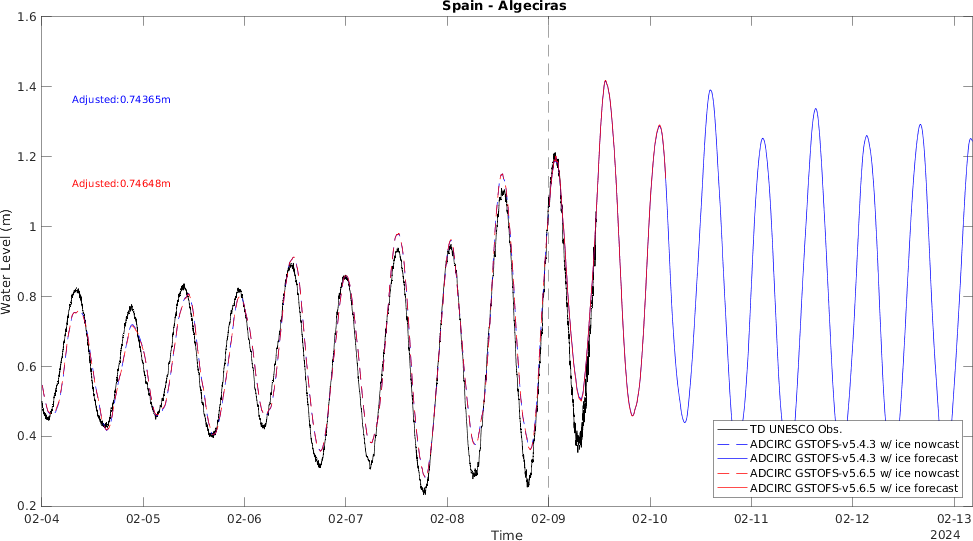 Spain - Algeciras
1.6
1.4
1.2
1
0.8
0.6
0.4
0.2
Water Level (m)
Adjusted:0.74365m
Adjusted:0.74648m
TD UNESCO Obs.
ADCIRC GSTOFS-v5.4.3 w/ ice nowcast
ADCIRC GSTOFS-v5.4.3 w/ ice forecast
ADCIRC GSTOFS-v5.6.5 w/ ice nowcast
ADCIRC GSTOFS-v5.6.5 w/ ice forecast
02-04 02-05 02-06 02-07 02-08 02-09 02-10 02-11 02-12 02-13
Time
2024